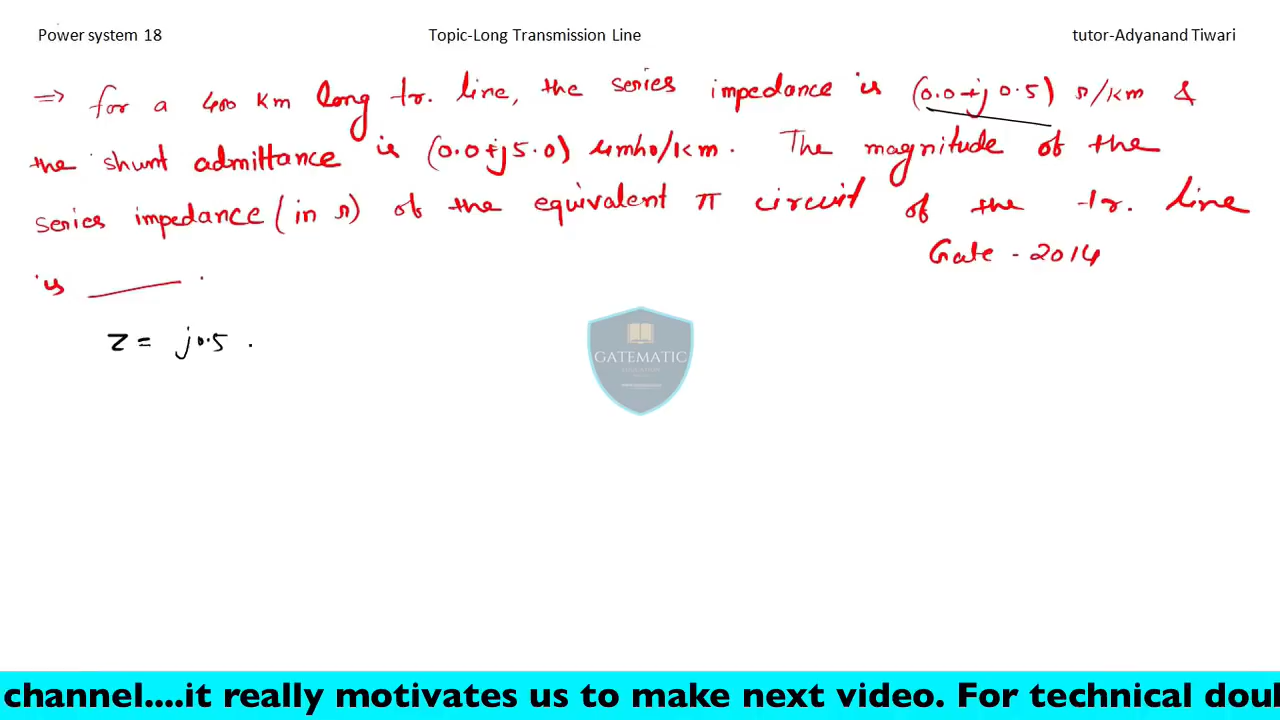 Power system 18 Topic-Long Transmission Line tutor-Adyanand Tiwari
⇒ for a 400 Km long tr. line, the series impedance is (0.0+j 0.5) Ω/Km &
the shunt admittance is (0.0+j5.0) μmho/Km. The magnitude of the
series impedance (in Ω) of the equivalent π circuit of the tr. line
is ______ .
Gate - 2014
z = j0.5 .
GATEMATIC
channel....it really motivates us to make next video. For technical doul